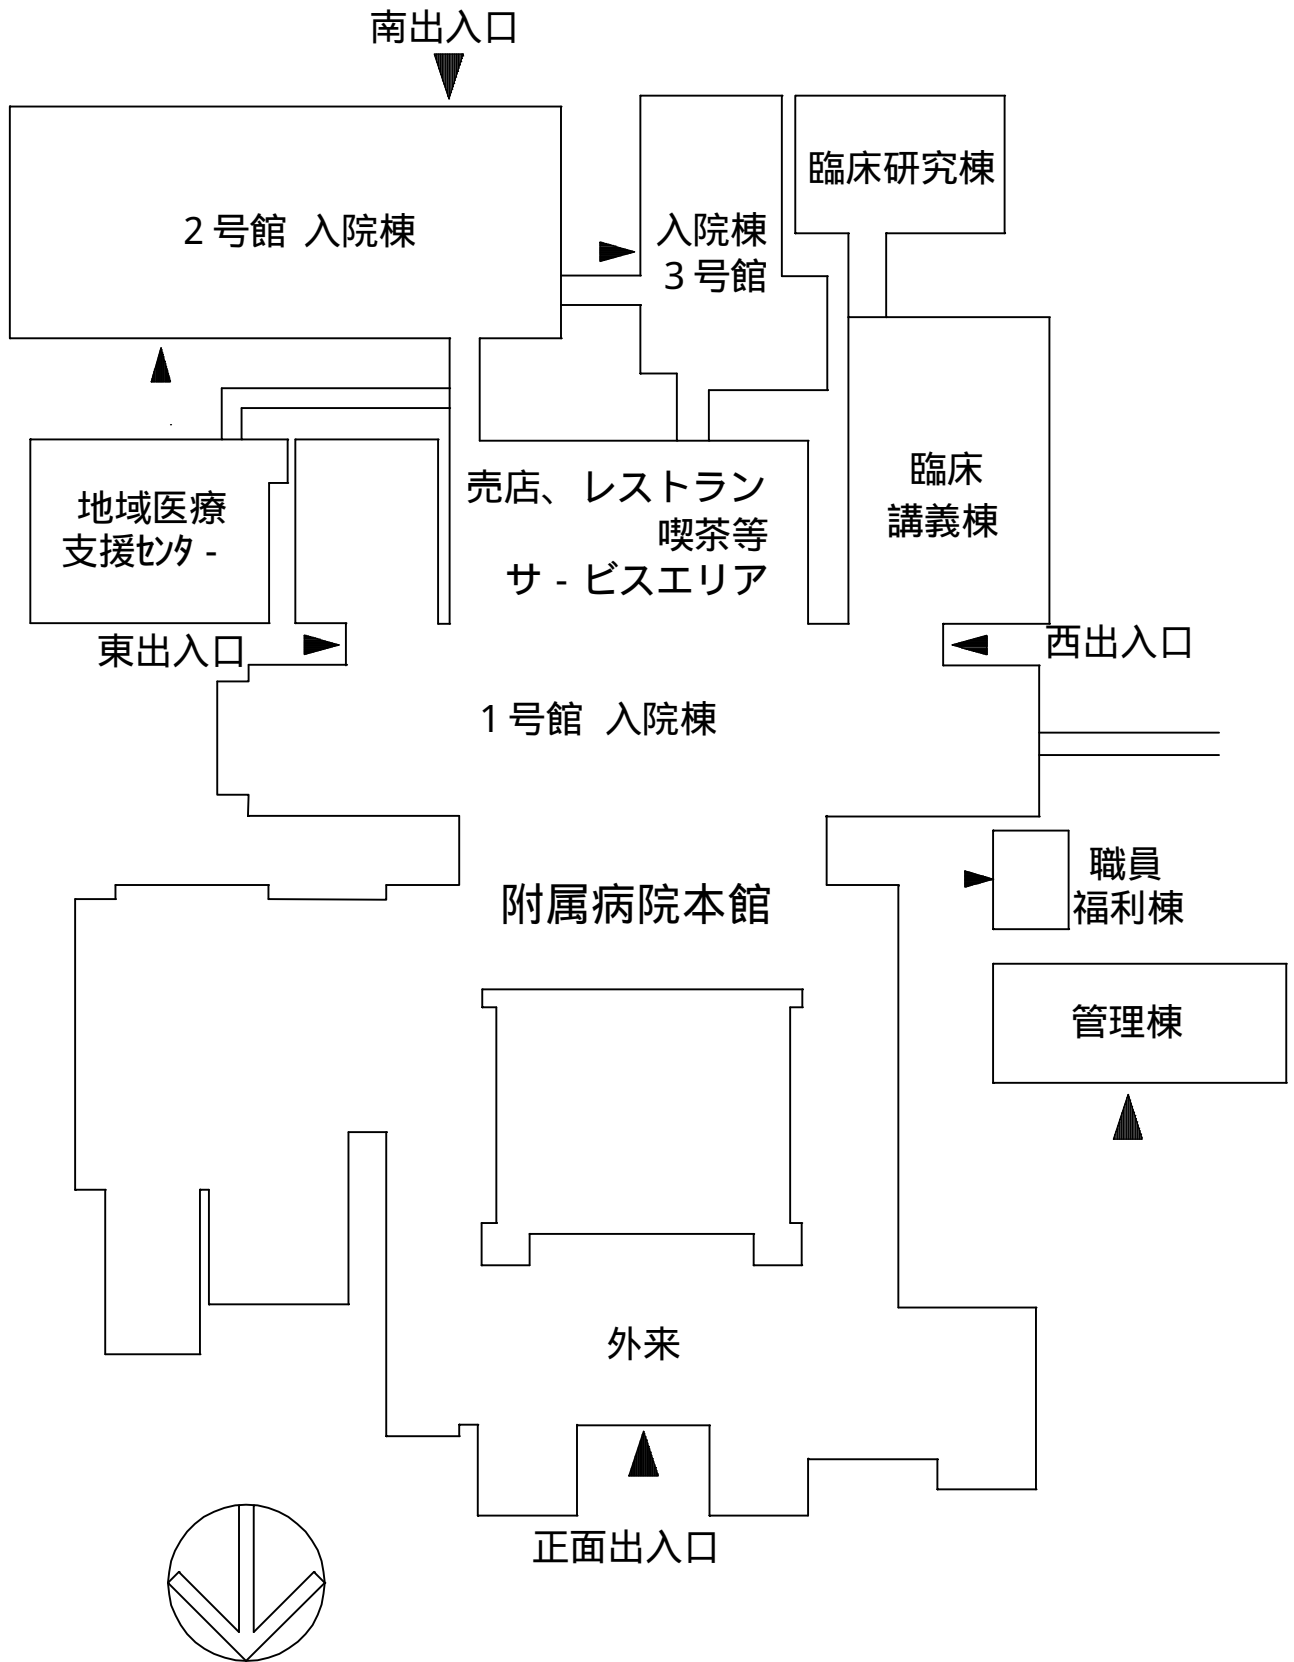 南出入口
臨床研究棟
2号館 入院棟
入院棟
3号館
臨床
講義棟
売店、レストラン
喫茶等
サ-ビスエリア
地域医療
支援ｾﾝﾀ-
東出入口
西出入口
1号館 入院棟
職員
福利棟
附属病院本館
管理棟
外来
正面出入口